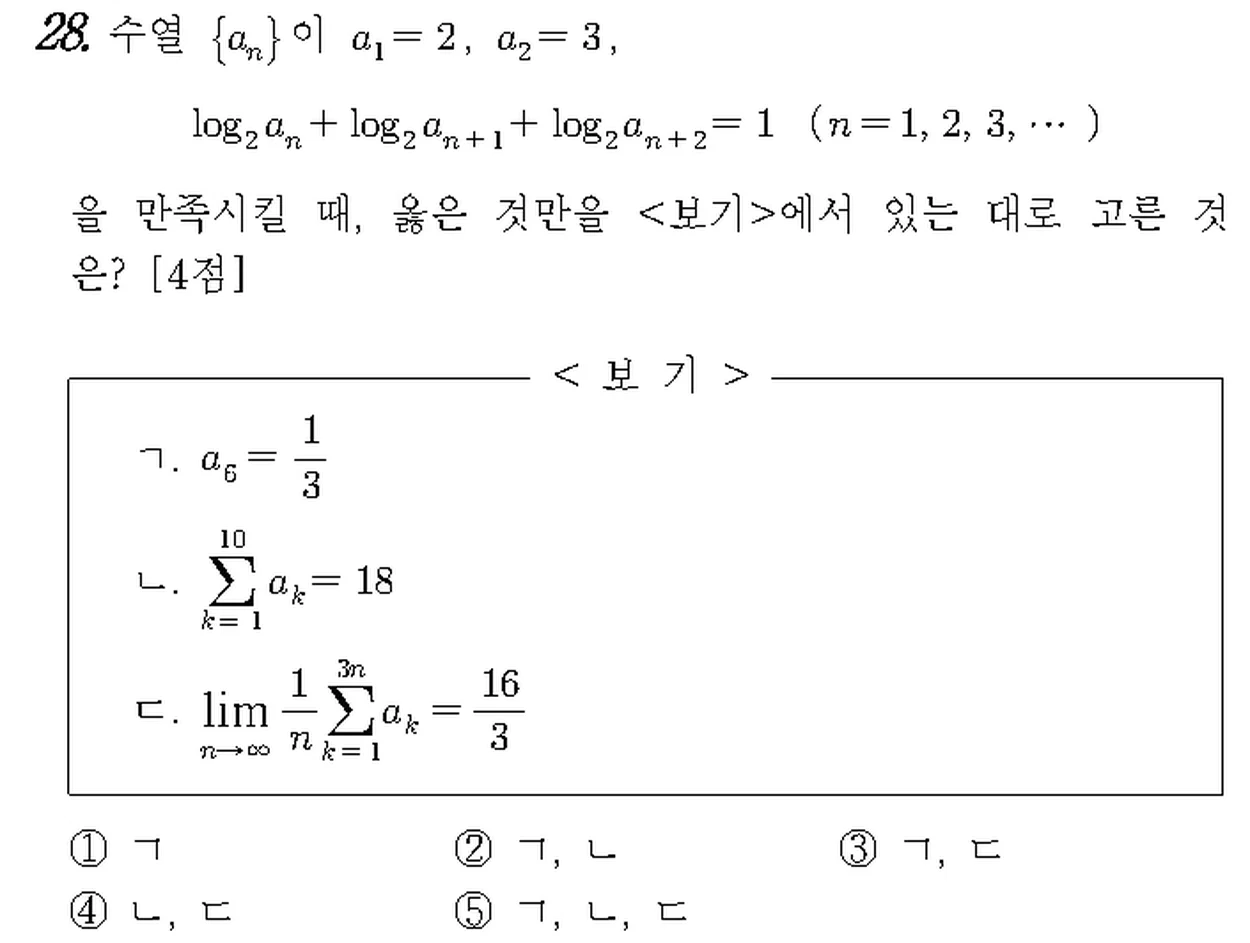 28. 수열 {aₙ}이 a₁ = 2, a₂ = 3,
log₂aₙ + log₂aₙ₊₁ + log₂aₙ₊₂ = 1 (n = 1, 2, 3, ⋯ )
을 만족시킬 때, 옳은 것만을 <보기>에서 있는 대로 고른 것
은? [4점]
< 보 기 >
ㄱ. a₆ = 1/3
ㄴ. ∑_{k=1}^{10} aₖ = 18
ㄷ. lim_{n→∞} 1/n ∑_{k=1}^{3n} aₖ = 16/3
① ㄱ ② ㄱ, ㄴ ③ ㄱ, ㄷ
④ ㄴ, ㄷ ⑤ ㄱ, ㄴ, ㄷ